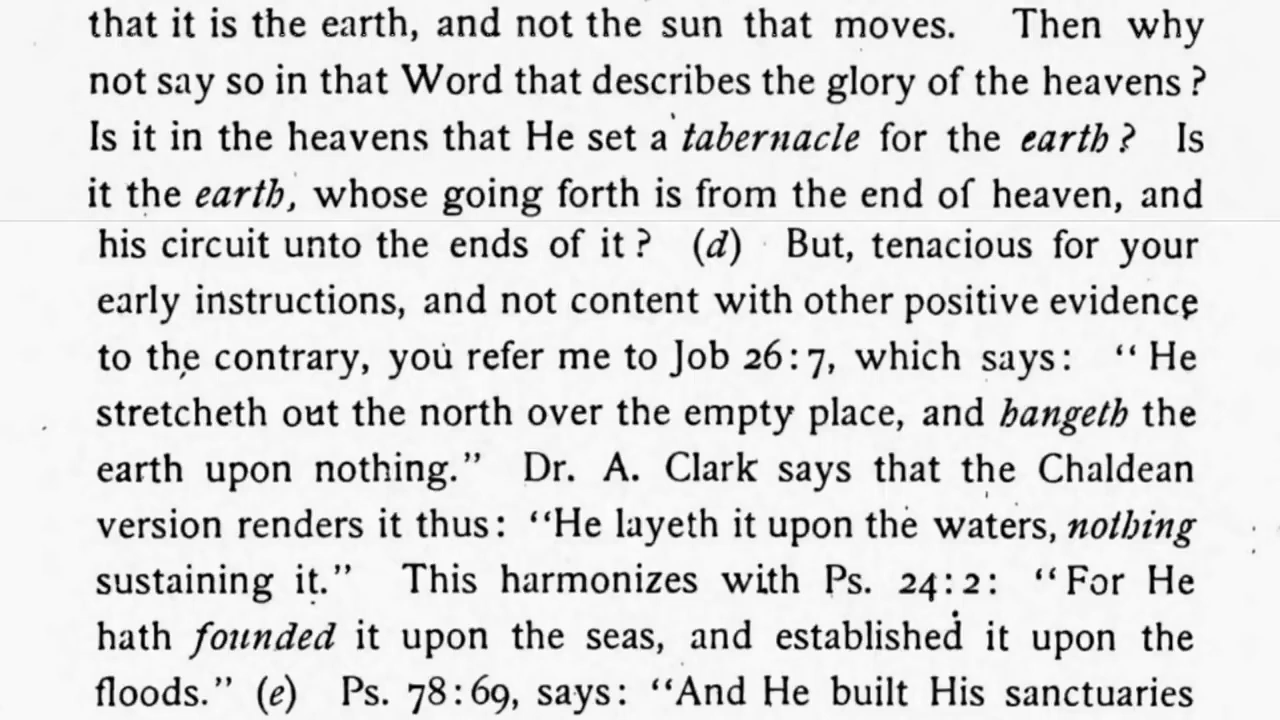 that it is the earth, and not the sun that moves. Then why
not say so in that Word that describes the glory of the heavens?
Is it in the heavens that He set a tabernacle for the earth? Is
it the earth, whose going forth is from the end of heaven, and
his circuit unto the ends of it? (d) But, tenacious for your
early instructions, and not content with other positive evidence
to the contrary, you refer me to Job 26:7, which says: “He
stretcheth out the north over the empty place, and hangeth the
earth upon nothing.” Dr. A. Clark says that the Chaldean
version renders it thus: “He layeth it upon the waters, nothing
sustaining it.” This harmonizes with Ps. 24:2: “For He
hath founded it upon the seas, and established it upon the
floods.” (e) Ps. 78:69, says: “And He built His sanctuaries